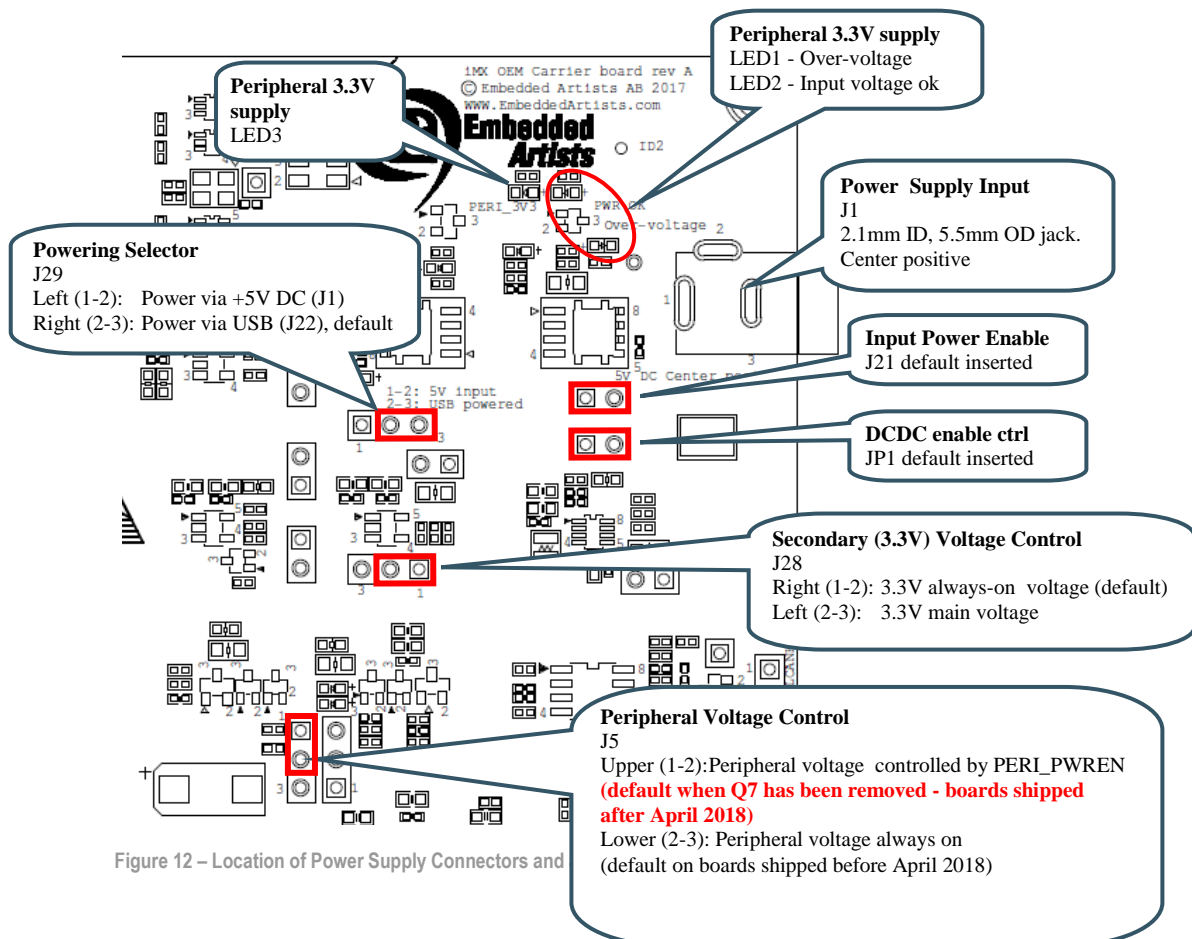 Peripheral 3.3V supply
LED1 - Over-voltage
LED2 - Input voltage ok
Peripheral 3.3V
supply
LED3
iMX OEM Carrier board rev A
© Embedded Artists AB 2017
WWW.EmbeddedArtists.com
Embedded
Artists
ID2
PERI_3V3
PWR OK
Over-voltage
Power Supply Input
J1
2.1mm ID, 5.5mm OD jack.
Center positive
Powering Selector
J29
Left (1-2): Power via +5V DC (J1)
Right (2-3): Power via USB (J22), default
Input Power Enable
J21 default inserted
5V DC Center
1-2: 5V input
2-3: USB powered
DCDC enable ctrl
JP1 default inserted
Secondary (3.3V) Voltage Control
J28
Right (1-2): 3.3V always-on voltage (default)
Left (2-3): 3.3V main voltage
Peripheral Voltage Control
J5
Upper (1-2):Peripheral voltage controlled by PERI_PWREN
(default when Q7 has been removed - boards shipped
after April 2018)
Lower (2-3): Peripheral voltage always on
(default on boards shipped before April 2018)
Figure 12 – Location of Power Supply Connectors and